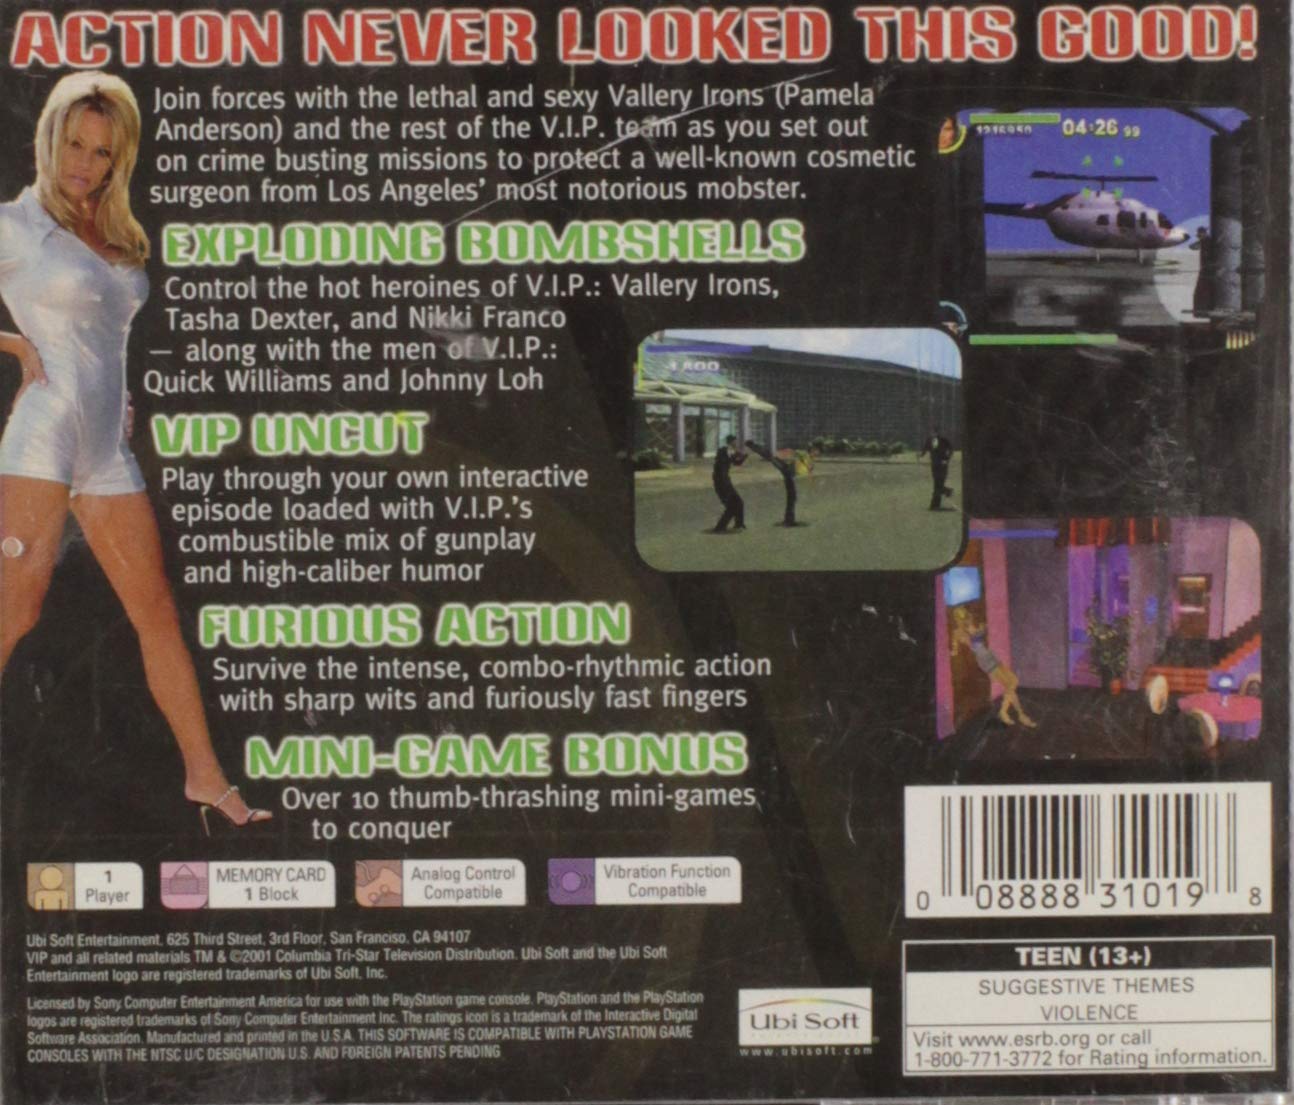 ACTION NEVER LOOKED THIS GOOD!
Join forces with the lethal and sexy Vallery Irons (Pamela
Anderson) and the rest of the V.I.P. team as you set out
on crime busting missions to protect a well-known cosmetic
surgeon from Los Angeles' most notorious mobster.
EXPLODING BOMBSHELLS
Control the hot heroines of V.I.P.: Vallery Irons,
Tasha Dexter, and Nikki Franco
— along with the men of V.I.P.:
Quick Williams and Johnny Loh
VIP UNCUT
Play through your own interactive
episode loaded with V.I.P.'s
combustible mix of gunplay
and high-caliber humor
FURIOUS ACTION
Survive the intense, combo-rhythmic action
with sharp wits and furiously fast fingers
MINI-GAME BONUS
Over 10 thumb-thrashing mini-games
to conquer
04:26 99
1 Player
MEMORY CARD
1 Block
Analog Control
Compatible
Vibration Function
Compatible
Ubi Soft Entertainment. 625 Third Street, 3rd Floor, San Franciso, CA 94107
VIP and all related materials TM & ©2001 Columbia Tri-Star Television Distribution. Ubi Soft and the Ubi Soft
Entertainment logo are registered trademarks of Ubi Soft, Inc.
Licensed by Sony Computer Entertainment America for use with the PlayStation game console. PlayStation and the PlayStation
logos are registered trademarks of Sony Computer Entertainment Inc. The ratings icon is a trademark of the Interactive Digital
Software Association. Manufactured and printed in the U.S.A. THIS SOFTWARE IS COMPATIBLE WITH PLAYSTATION GAME
CONSOLES WITH THE NTSC U/C DESIGNATION U.S. AND FOREIGN PATENTS PENDING
Ubi Soft
www.ubisoft.com
0 08888 31019 8
TEEN (13+)
SUGGESTIVE THEMES
VIOLENCE
Visit www.esrb.org or call
1-800-771-3772 for Rating information.